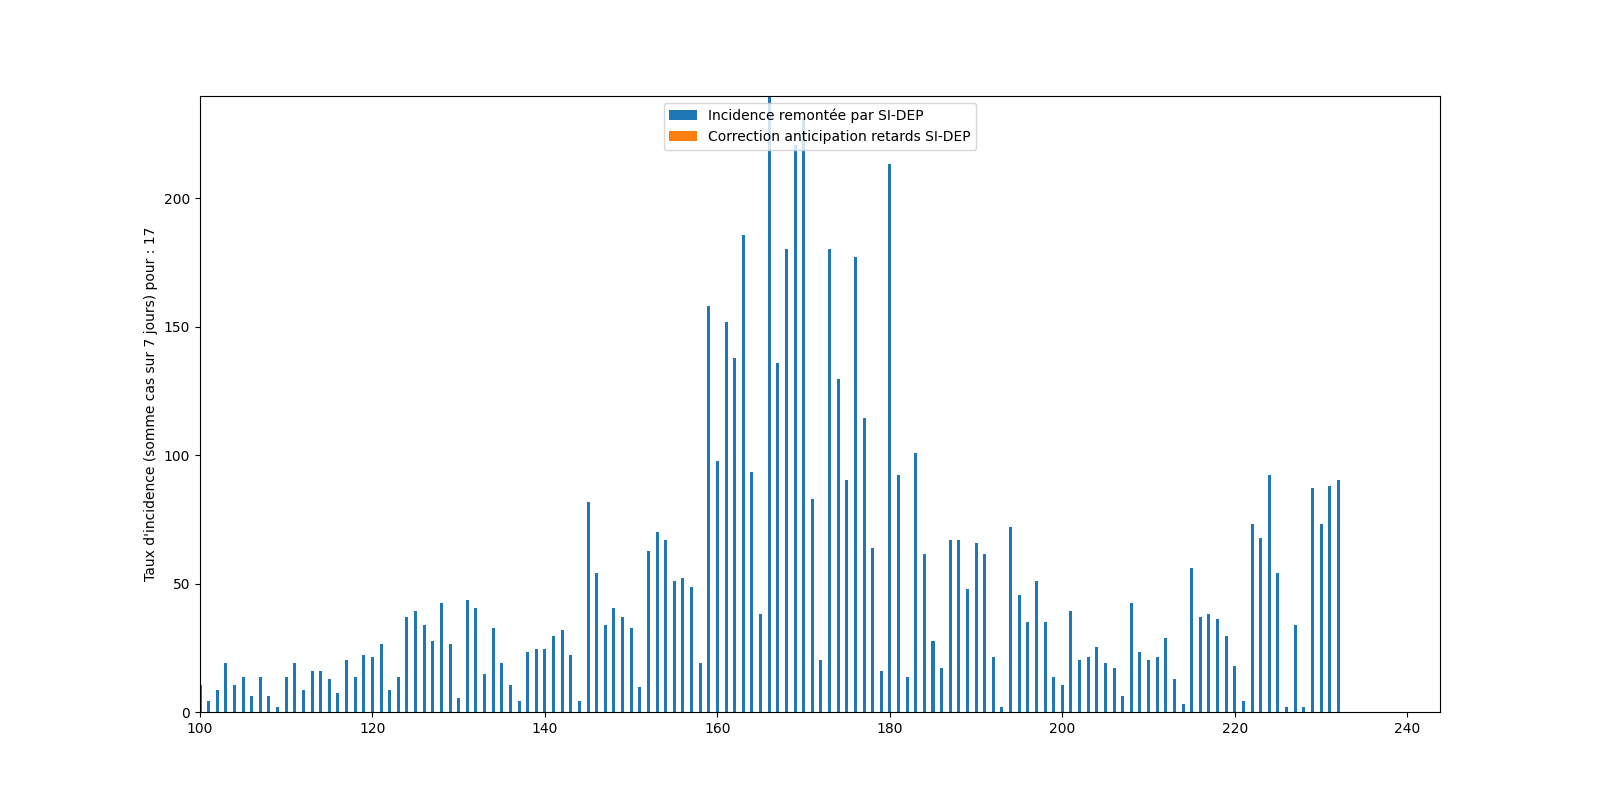 Incidence remontée par SI-DEP
Correction anticipation retards SI-DEP
Taux d'incidence (somme cas sur 7 jours) pour : 17
200
150
100
50
0
100 120 140 160 180 200 220 240